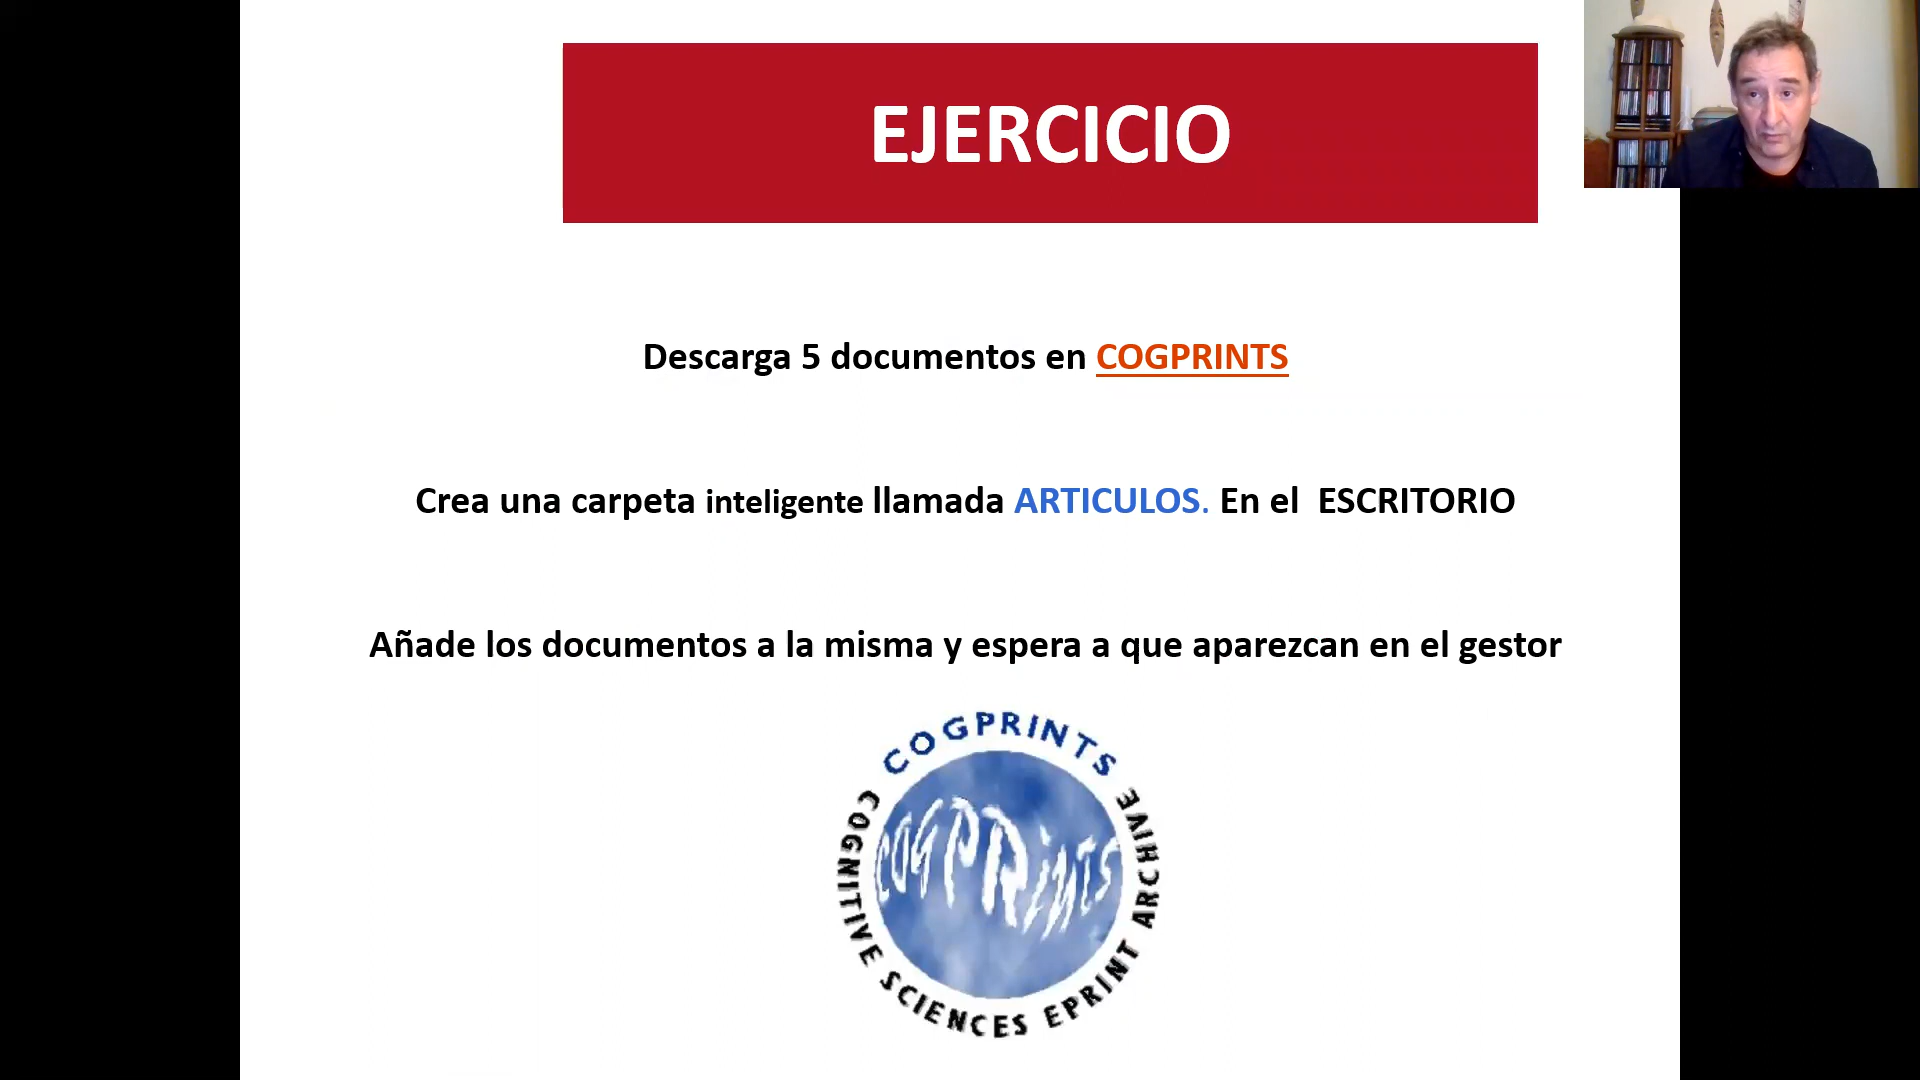 EJERCICIO
Descarga 5 documentos en COGPRINTS
Crea una carpeta inteligente llamada ARTICULOS. En el ESCRITORIO
Añade los documentos a la misma y espera a que aparezcan en el gestor
COGPRINTS
COGPRINTS
COGNITIVE SCIENCES EPRINT ARCHIVE